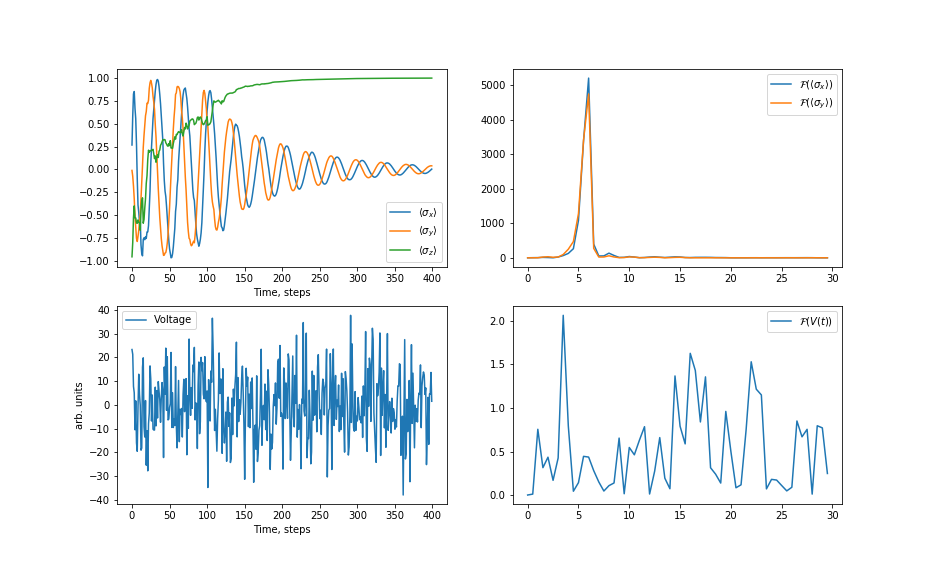 1.00
0.75
0.50
0.25
0.00
−0.25
−0.50
−0.75
−1.00
⟨σx⟩
⟨σy⟩
⟨σz⟩
0 50 100 150 200 250 300 350 400
Time, steps
5000
4000
3000
2000
1000
0
ℱ(⟨σx⟩)
ℱ(⟨σy⟩)
0 5 10 15 20 25 30
40
30
20
10
0
−10
−20
−30
−40
arb. units
Voltage
0 50 100 150 200 250 300 350 400
Time, steps
2.0
1.5
1.0
0.5
0.0
ℱ(V(t))
0 5 10 15 20 25 30